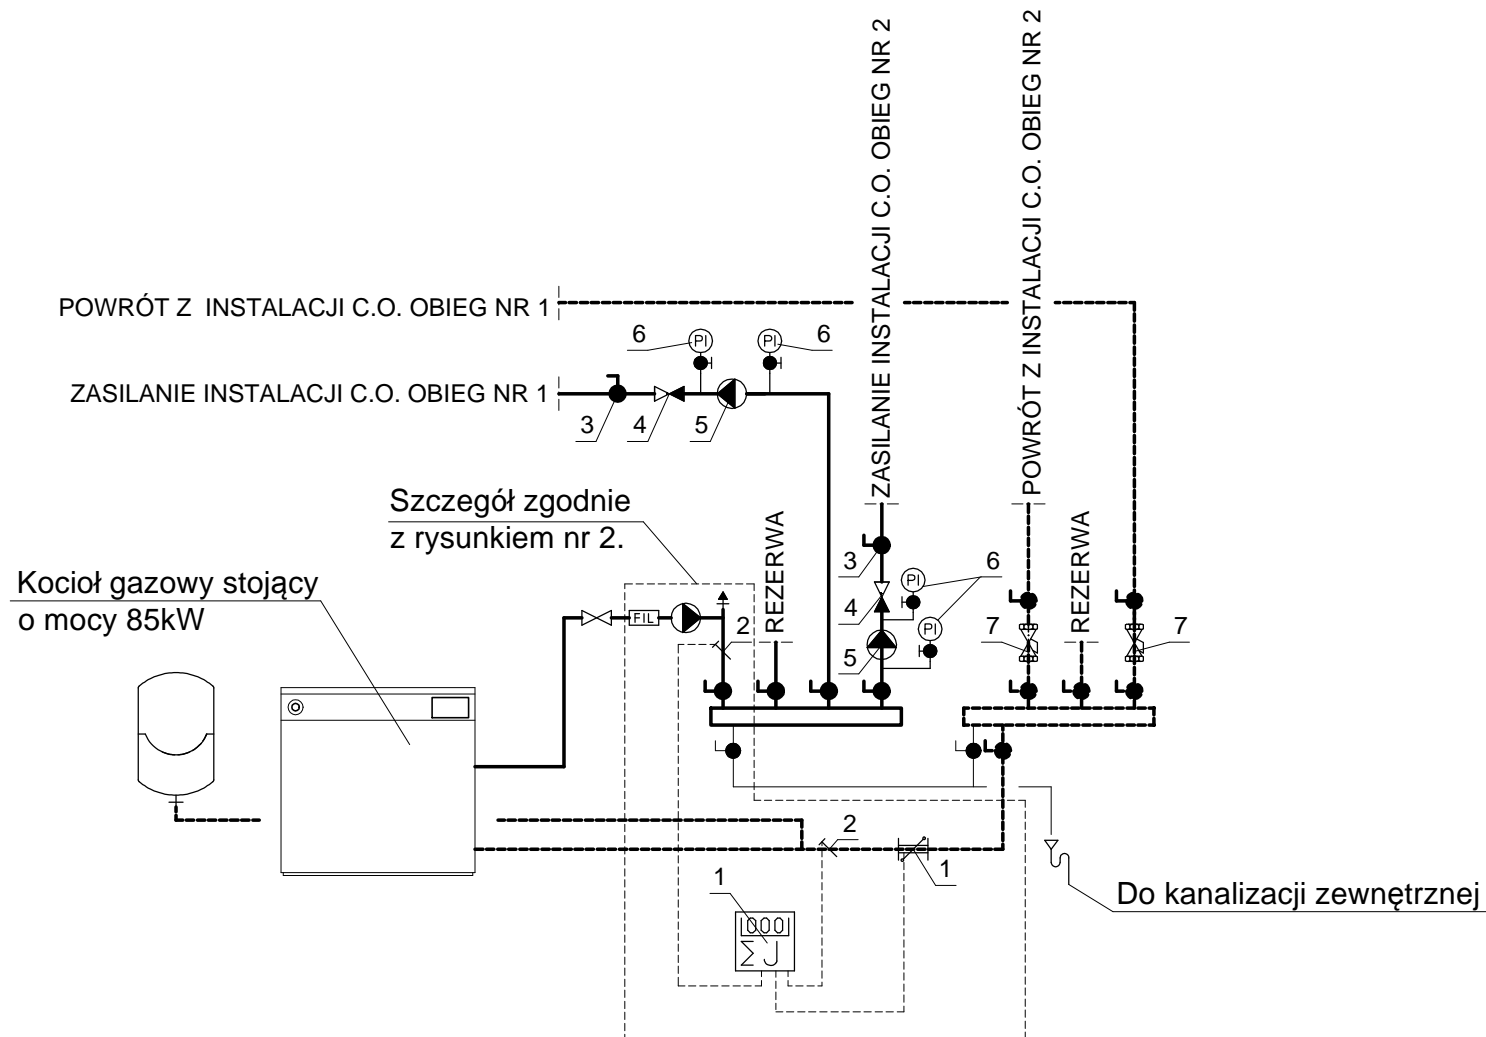 ZASILANIE INSTALACJI C.O. OBIEG NR 2
POWRÓT Z INSTALACJI C.O. OBIEG NR 2
POWRÓT Z  INSTALACJI C.O. OBIEG NR 1
6
PI
PI
6
ZASILANIE INSTALACJI C.O. OBIEG NR 1
3
4
5
Szczegół zgodnie
z rysunkiem nr 2.
REZERWA
3
4
5
PI
PI
6
7
REZERWA
7
Kocioł gazowy stojący
o mocy 85kW
FIL
2
2
1
1
000
ΣJ
Do kanalizacji zewnętrznej